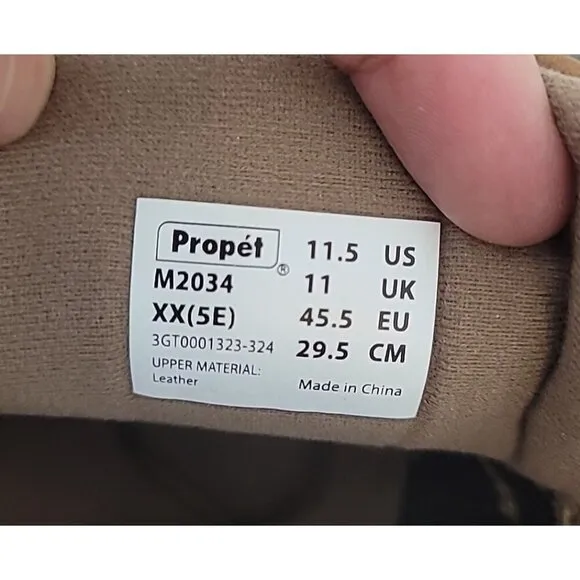 Propét ®
M2034
XX(5E)
3GT0001323-324
UPPER MATERIAL:
Leather
11.5 US
11 UK
45.5 EU
29.5 CM
Made in China